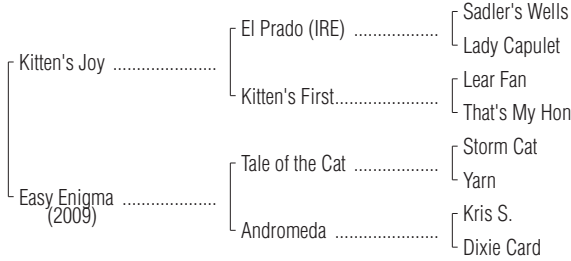 Sadler's Wells
El Prado (IRE) ..................
Lady Capulet
Kitten's Joy ......................
Lear Fan
Kitten's First......................
That's My Hon
Storm Cat
Tale of the Cat ..................
Yarn
Easy Enigma ....................
(2009)
Kris S.
Andromeda ......................
Dixie Card